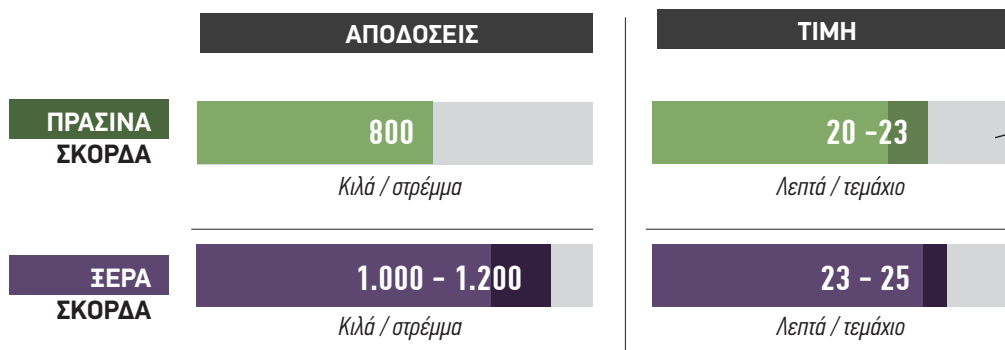 ΑΠΟΔΟΣΕΙΣ
ΤΙΜΗ
ΠΡΑΣΙΝΑ
ΣΚΟΡΔΑ
800
Κιλά / στρέμμα
20 -23
Λεπτά / τεμάχιο
ΞΕΡΑ
ΣΚΟΡΔΑ
1.000 - 1.200
Κιλά / στρέμμα
23 - 25
Λεπτά / τεμάχιο